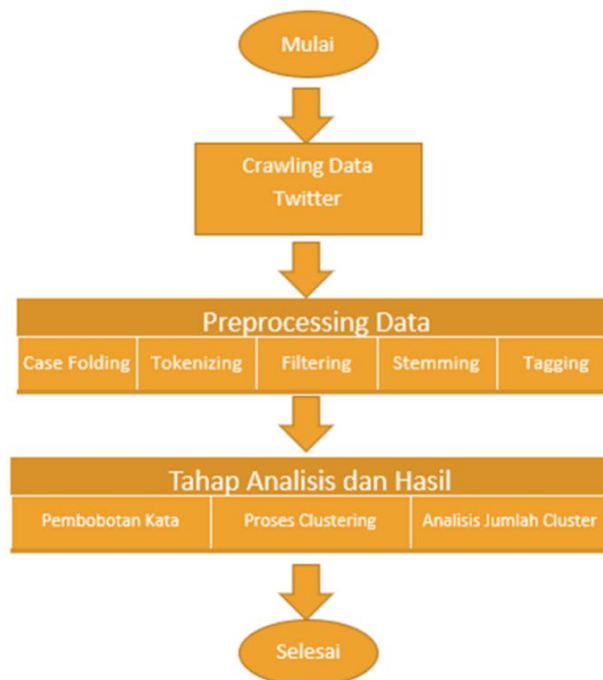 Mulai
Crawling Data
Twitter
Preprocessing Data
Case Folding Tokenizing Filtering Stemming Tagging
Tahap Analisis dan Hasil
Pembobotan Kata Proses Clustering Analisis Jumlah Cluster
Selesai